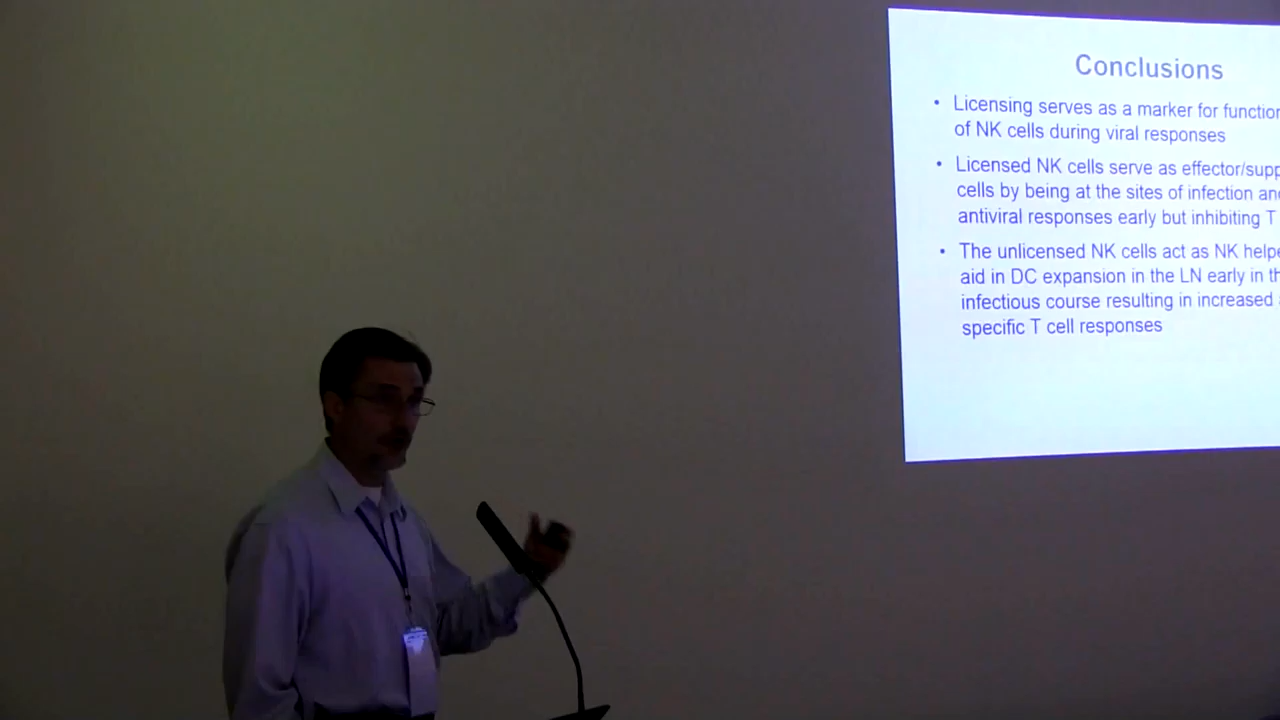 Conclusions
• Licensing serves as a marker for function
of NK cells during viral responses
• Licensed NK cells serve as effector/supp
cells by being at the sites of infection and
antiviral responses early but inhibiting T
• The unlicensed NK cells act as NK helpe
aid in DC expansion in the LN early in th
infectious course resulting in increased
specific T cell responses